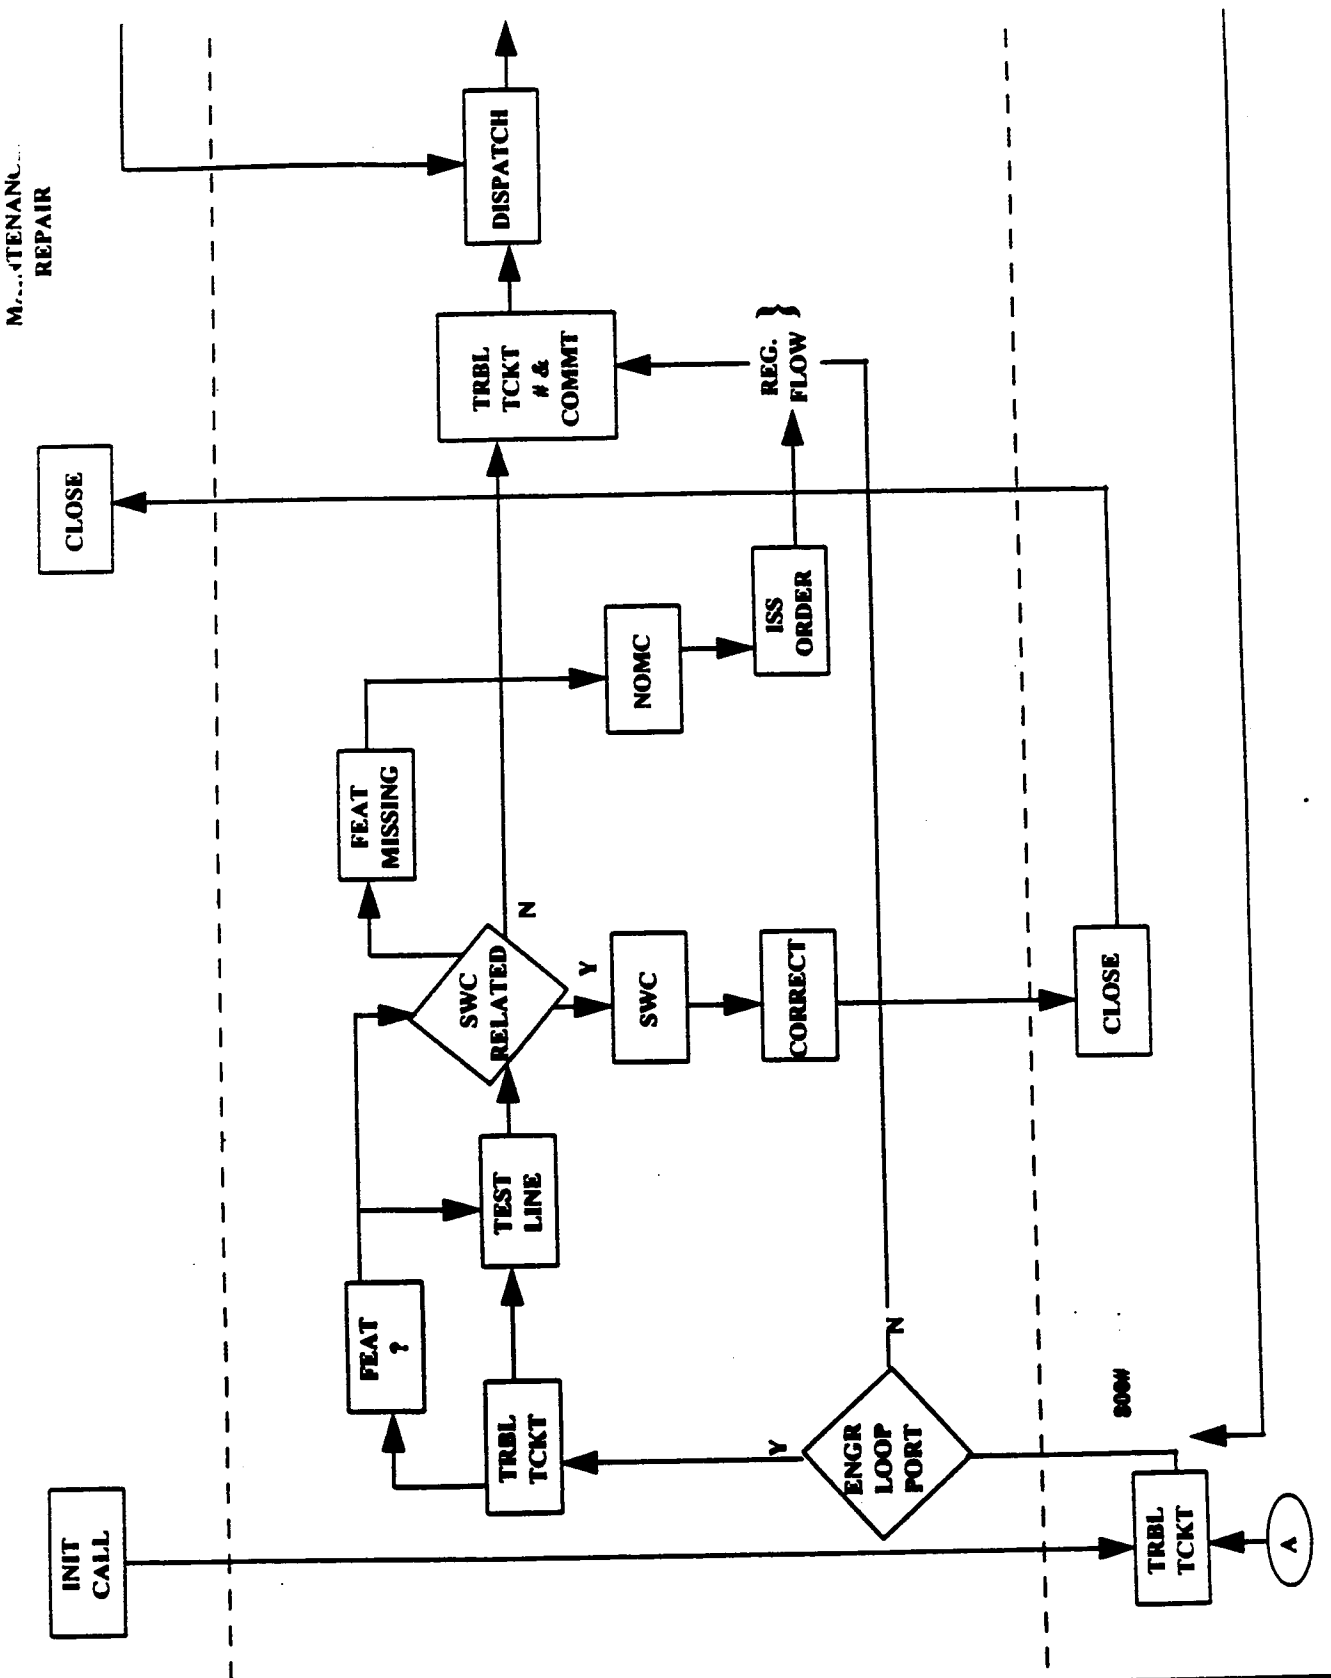 REPAIR
INIT
CALL
CLOSE
FEAT
?
FEAT
MISSING
TRBL
TCKT
TEST
LINE
SWC
RELATED
N
Y
TRBL
TCKT
# &
COMMT
DISPATCH
SWC
NOMC
CORRECT
ISS
ORDER
REG. }
FLOW
Y
ENGR
LOOP
PORT
N
CLOSE
800#
TRBL
TCKT
A